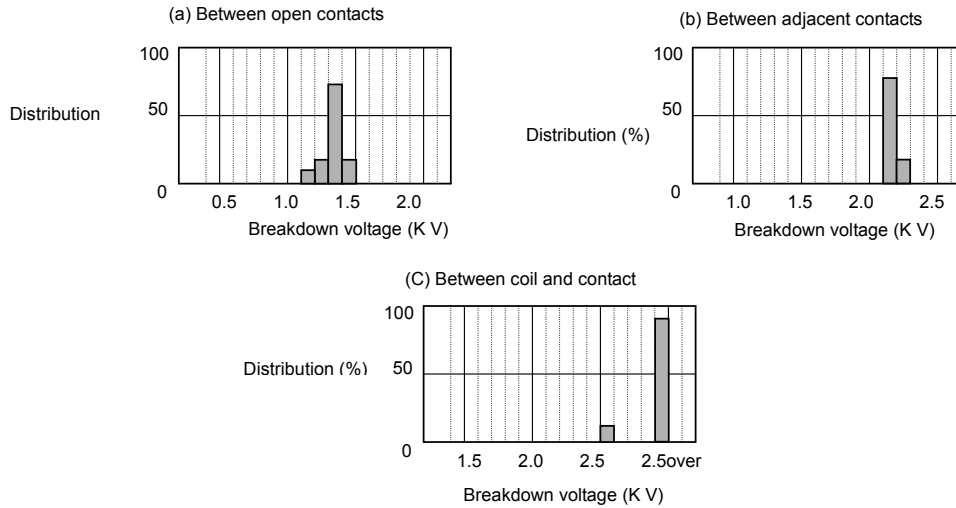 (a) Between open contacts
100
Distribution
50
0
0.5 1.0 1.5 2.0
Breakdown voltage (K V)
(b) Between adjacent contacts
100
50
Distribution (%)
0
1.0 1.5 2.0 2.5
Breakdown voltage (K V)
(C) Between coil and contact
100
Distribution (%)
50
0
1.5 2.0 2.5 2.5over
Breakdown voltage (K V)